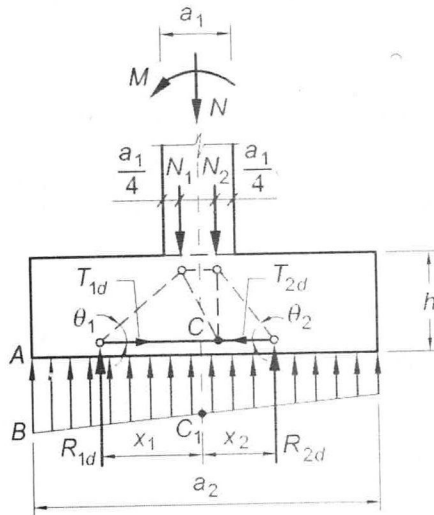 a₁
M
N
a₁/4 N₁ N₂ a₁/4
T₁d T₂d
h
θ₁ C θ₂
A
B C₁
R₁d x₁ x₂ R₂d
a₂